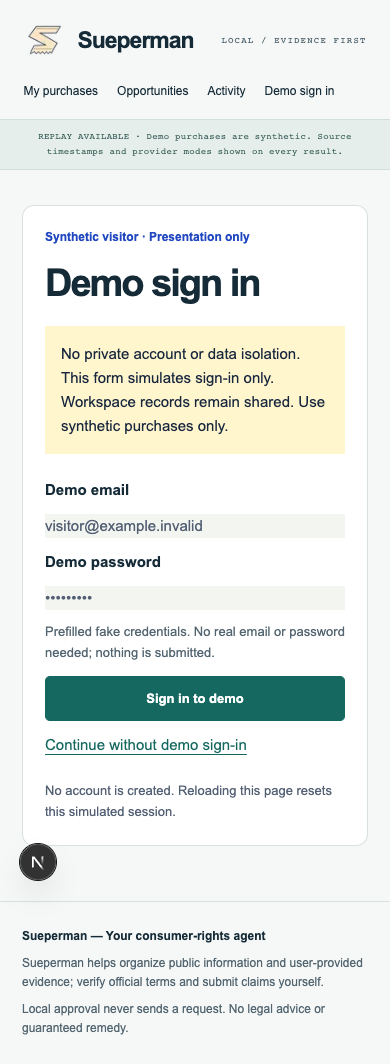 Sueperman
LOCAL / EVIDENCE FIRST
My purchases Opportunities Activity Demo sign in
REPLAY AVAILABLE · Demo purchases are synthetic. Source
timestamps and provider modes shown on every result.
Synthetic visitor · Presentation only
Demo sign in
No private account or data isolation.
This form simulates sign-in only.
Workspace records remain shared. Use
synthetic purchases only.
Demo email
visitor@example.invalid
Demo password
•••••••••
Prefilled fake credentials. No real email or password
needed; nothing is submitted.
Sign in to demo
Continue without demo sign-in
No account is created. Reloading this page resets
this simulated session.
N
Sueperman — Your consumer-rights agent
Sueperman helps organize public information and user-provided
evidence; verify official terms and submit claims yourself.
Local approval never sends a request. No legal advice or
guaranteed remedy.